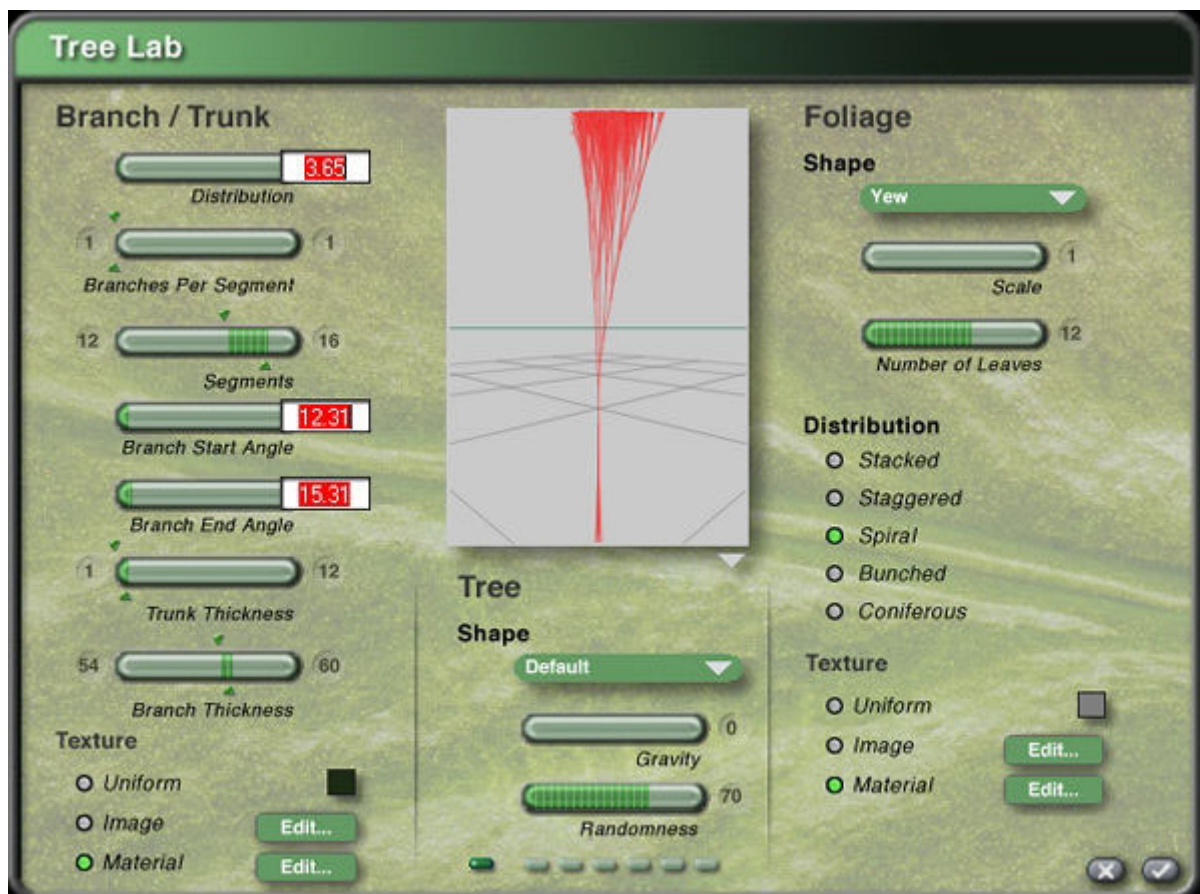 Tree Lab
Branch / Trunk
3.65
Distribution
1 1
Branches Per Segment
12 16
Segments
12.31
Branch Start Angle
15.31
Branch End Angle
1 12
Trunk Thickness
54 60
Branch Thickness
Texture
Uniform
Image Edit...
Material Edit...
Tree
Shape
Default
0
Gravity
70
Randomness
Foliage
Shape
Yew
1
Scale
12
Number of Leaves
Distribution
Stacked
Staggered
Spiral
Bunched
Coniferous
Texture
Uniform
Image Edit...
Material Edit...